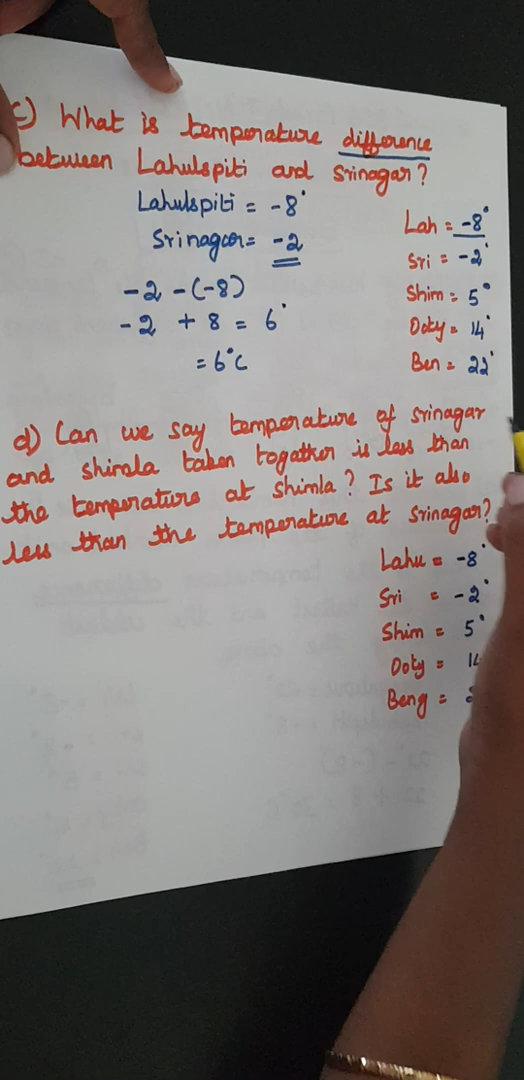 c) What is temperature difference
between Lahulspiti and Srinagar?
Lahulspiti = -8°
Srinagar = -2
-2 -(-8)
-2 + 8 = 6°
= 6°C
Lah = -8°
Sri = -2°
Shim = 5°
Ooty = 14°
Ben = 22°
d) Can we say temperature of Srinagar
and shimla taken togather is less than
the temperature at Shimla? Is it also
less than the temperature at Srinagar?
Lahu = -8°
Sri = -2°
Shim = 5°
Ooty =
Beng =